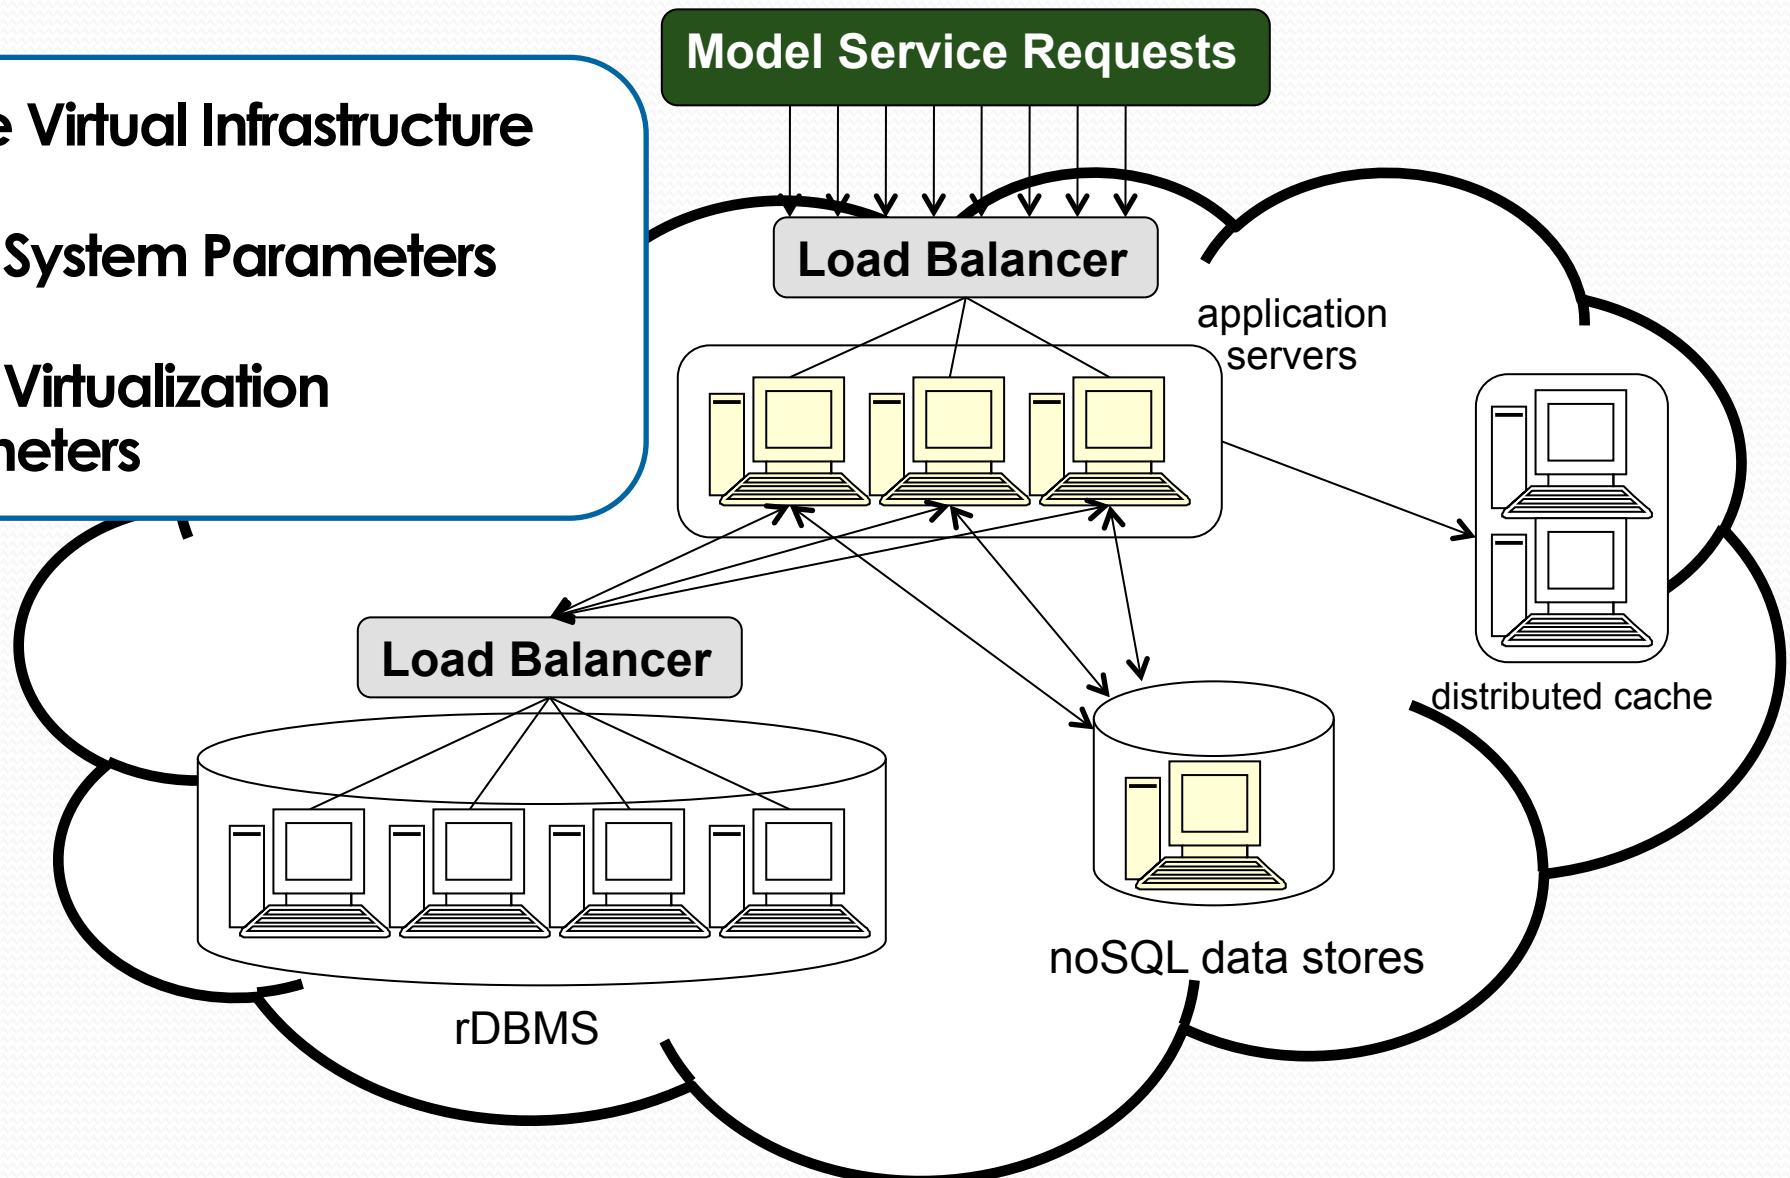 Model Service Requests
e Virtual Infrastructure
System Parameters
Virtualization
neters
Load Balancer
application
servers
distributed cache
Load Balancer
noSQL data stores
rDBMS